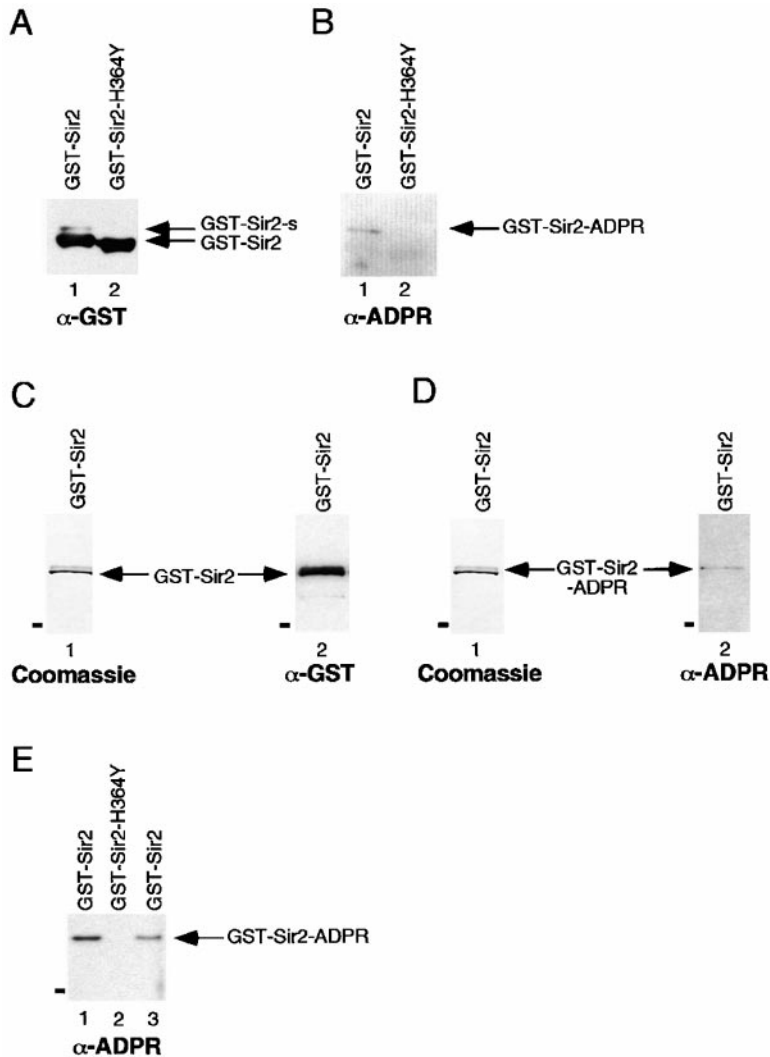 A
GST-Sir2
GST-Sir2-H364Y
GST-Sir2-s
GST-Sir2
1 2
α-GST
B
GST-Sir2
GST-Sir2-H364Y
GST-Sir2-ADPR
1 2
α-ADPR
C
GST-Sir2
GST-Sir2
GST-Sir2
1
Coomassie
2
α-GST
D
GST-Sir2
GST-Sir2
GST-Sir2
-ADPR
1
Coomassie
2
α-ADPR
E
GST-Sir2
GST-Sir2-H364Y
GST-Sir2
GST-Sir2-ADPR
1 2 3
α-ADPR